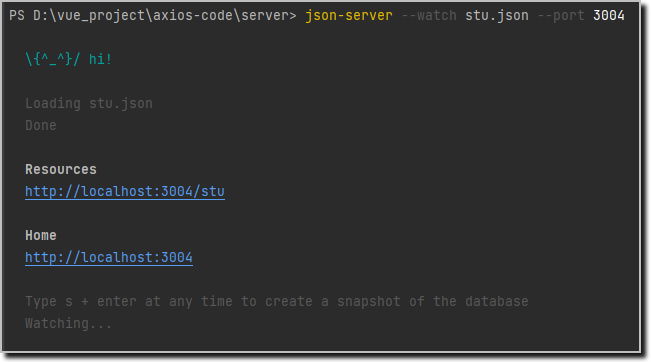 PS D:\vue_project\axios-code\server> json-server --watch stu.json --port 3004
\{^_^}/ hi!
Loading stu.json
Done
Resources
http://localhost:3004/stu
Home
http://localhost:3004
Type s + enter at any time to create a snapshot of the database
Watching...